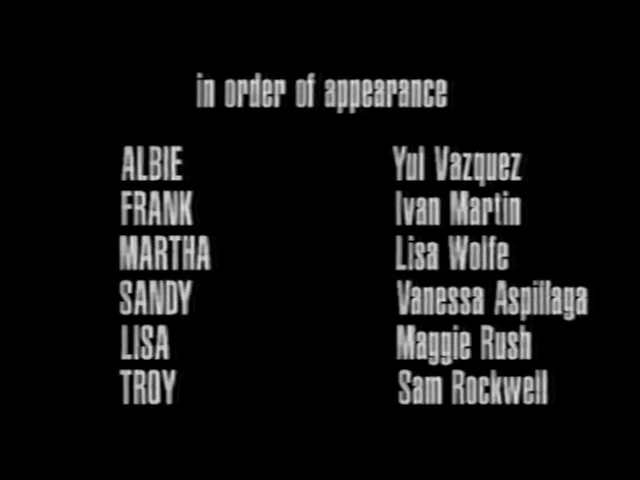 in order of appearance
ALBIE Yul Vazquez
FRANK Ivan Martin
MARTHA Lisa Wolfe
SANDY Vanessa Aspillaga
LISA Maggie Rush
TROY Sam Rockwell